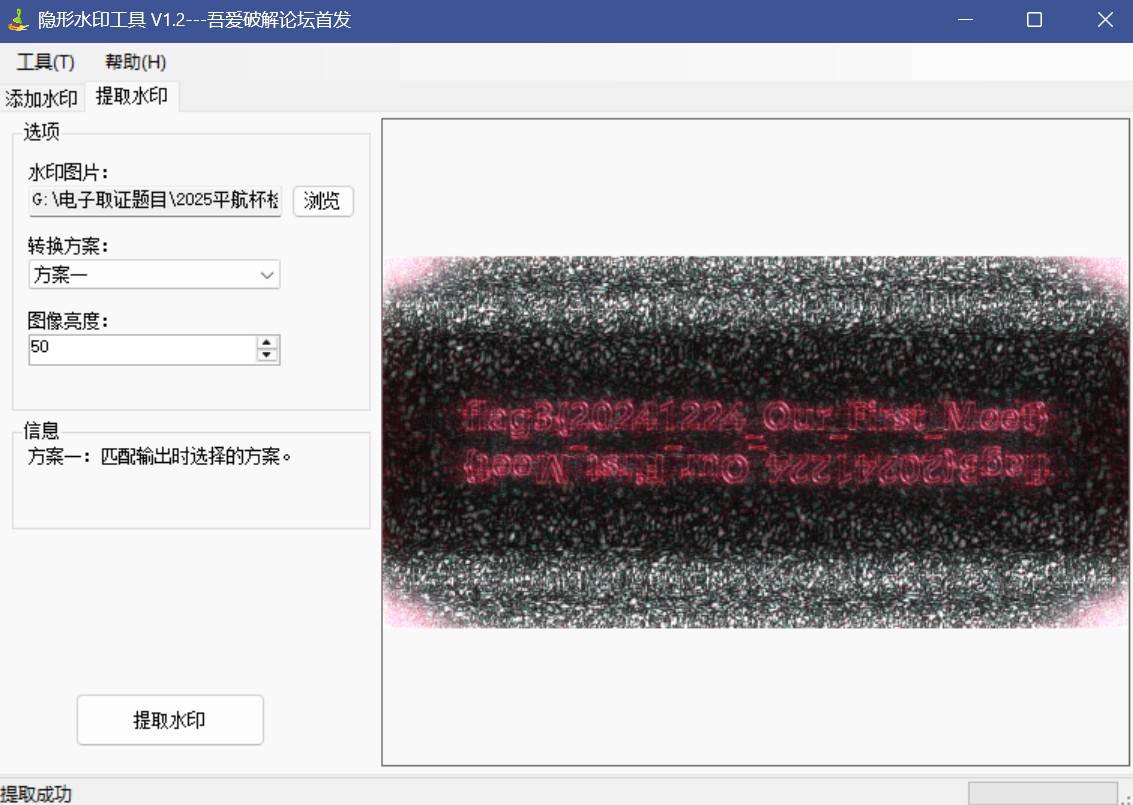 隐形水印工具 V1.2---吾爱破解论坛首发
工具(T) 帮助(H)
添加水印 提取水印
选项
水印图片:
G:\电子取证题目\2025平航杯检
浏览
转换方案:
方案一
图像亮度:
50
信息
方案一: 匹配输出时选择的方案。
flag3{20241224_Our_First_Meet}
flag3{20241224_Our_First_Meet}
提取水印
提取成功